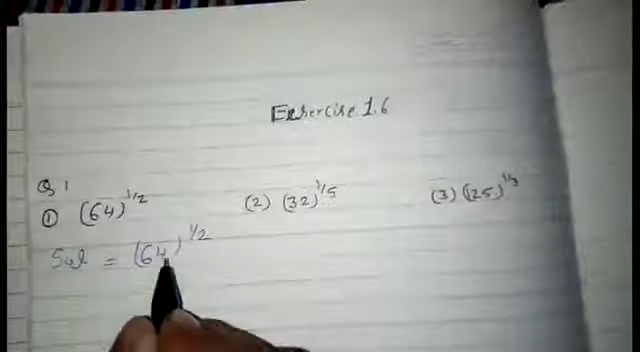 Exercise 1.6
Q 1
① (64)^1/2 (2) (32)^1/5 (3) (125)^1/3
Sol = (64)^1/2